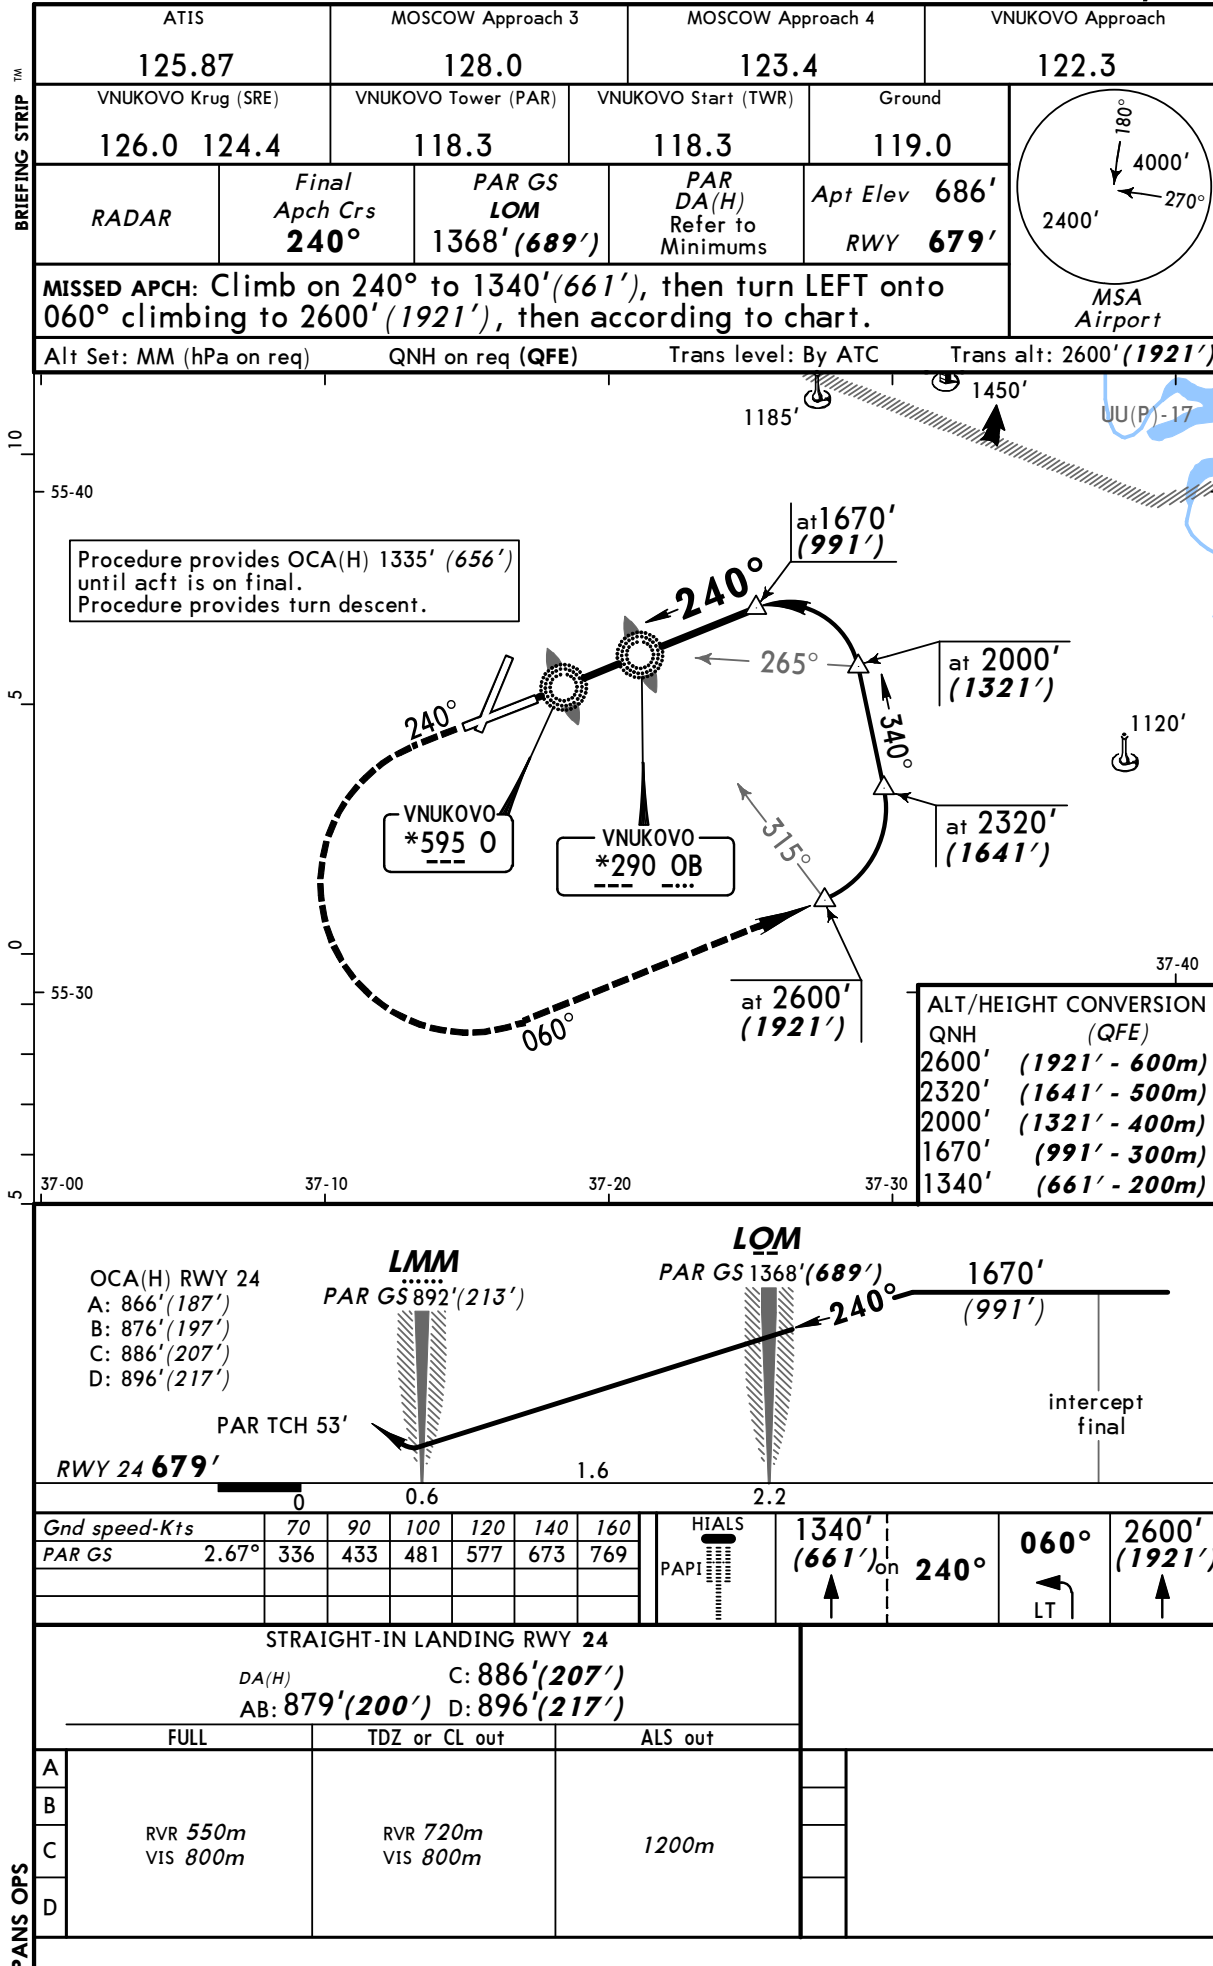 ATIS
125.87
MOSCOW Approach 3
128.0
MOSCOW Approach 4
123.4
VNUKOVO Approach
122.3
BRIEFING STRIP TM
VNUKOVO Krug (SRE)
126.0 124.4
VNUKOVO Tower (PAR)
118.3
VNUKOVO Start (TWR)
118.3
Ground
119.0
RADAR
Final
Apch Crs
240°
PAR GS
LOM
1368' (689')
PAR
DA(H)
Refer to
Minimums
Apt Elev 686'
RWY 679'
180°
4000'
270°
2400'
MSA
Airport
MISSED APCH: Climb on 240° to 1340' (661'), then turn LEFT onto
060° climbing to 2600' (1921'), then according to chart.
Alt Set: MM (hPa on req) QNH on req (QFE) Trans level: By ATC Trans alt: 2600' (1921')
1185'
1450'
UU(P)-17
10
55-40
at 1670'
(991')
Procedure provides OCA(H) 1335' (656')
until acft is on final.
Procedure provides turn descent.
240°
265°
at 2000'
(1321')
5
240°
340°
1120'
VNUKOVO
*595 O
VNUKOVO
*290 OB
315°
at 2320'
(1641')
0
55-30
060°
at 2600'
(1921')
37-40
ALT/HEIGHT CONVERSION
QNH (QFE)
2600' (1921' - 600m)
2320' (1641' - 500m)
2000' (1321' - 400m)
1670' (991' - 300m)
1340' (661' - 200m)
5
37-00 37-10 37-20 37-30
OCA(H) RWY 24
A: 866' (187')
B: 876' (197')
C: 886' (207')
D: 896' (217')
LMM
PAR GS 892' (213')
LOM
PAR GS 1368' (689')
240°
1670'
(991')
intercept
final
PAR TCH 53'
RWY 24 679'
1.6
0 0.6 2.2
Gnd speed-Kts 70 90 100 120 140 160
PAR GS 2.67° 336 433 481 577 673 769
HIALS
PAPI
1340'
(661') on 240°
060°
LT
2600'
(1921')
STRAIGHT-IN LANDING RWY 24
DA(H) C: 886' (207')
AB: 879' (200') D: 896' (217')
FULL TDZ or CL out ALS out
A
B
C
D
RVR 550m
VIS 800m
RVR 720m
VIS 800m
1200m
PANS OPS